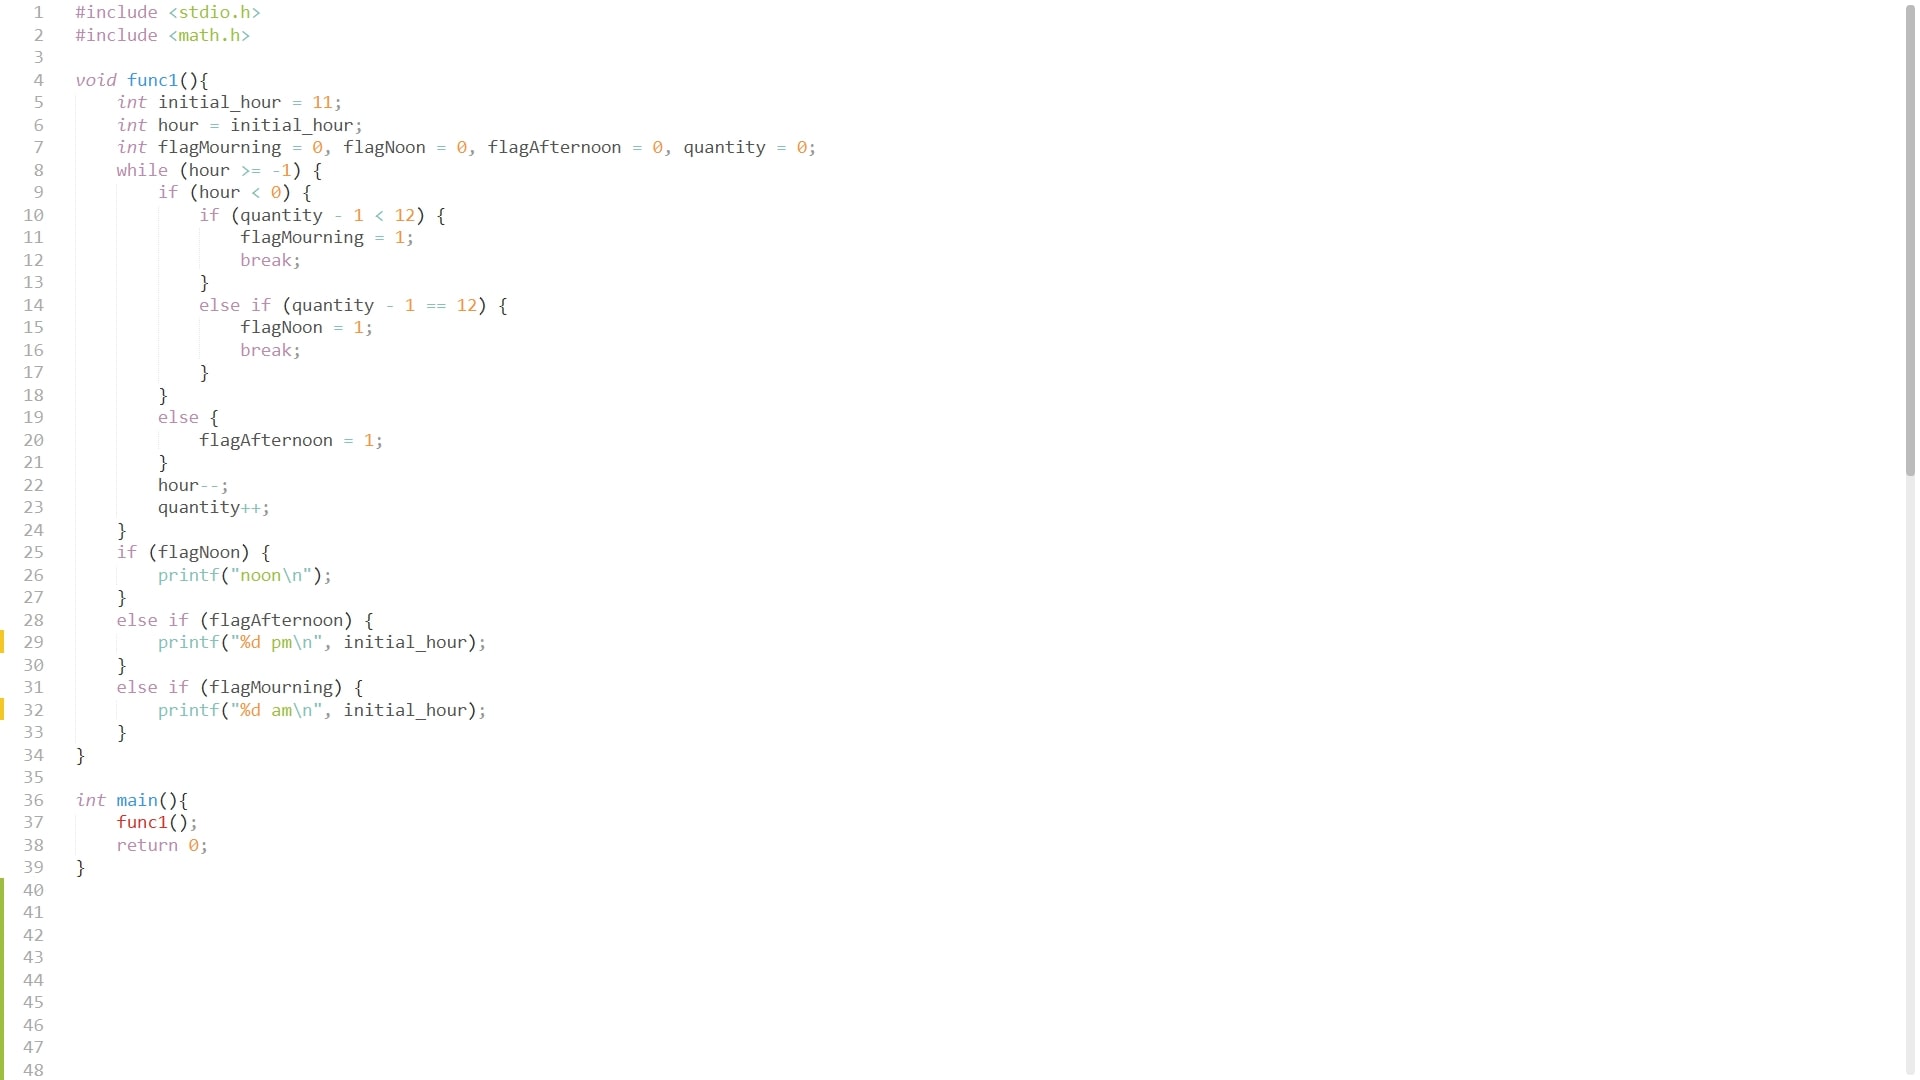 1 #include <stdio.h>
2 #include <math.h>
3
4 void func1(){
5     int initial_hour = 11;
6     int hour = initial_hour;
7     int flagMourning = 0, flagNoon = 0, flagAfternoon = 0, quantity = 0;
8     while (hour >= -1) {
9         if (hour < 0) {
10             if (quantity - 1 < 12) {
11                 flagMourning = 1;
12                 break;
13             }
14             else if (quantity - 1 == 12) {
15                 flagNoon = 1;
16                 break;
17             }
18         }
19         else {
20             flagAfternoon = 1;
21         }
22         hour--;
23         quantity++;
24     }
25     if (flagNoon) {
26         printf("noon\n");
27     }
28     else if (flagAfternoon) {
29         printf("%d pm\n", initial_hour);
30     }
31     else if (flagMourning) {
32         printf("%d am\n", initial_hour);
33     }
34 }
35
36 int main(){
37     func1();
38     return 0;
39 }
40
41
42
43
44
45
46
47
48